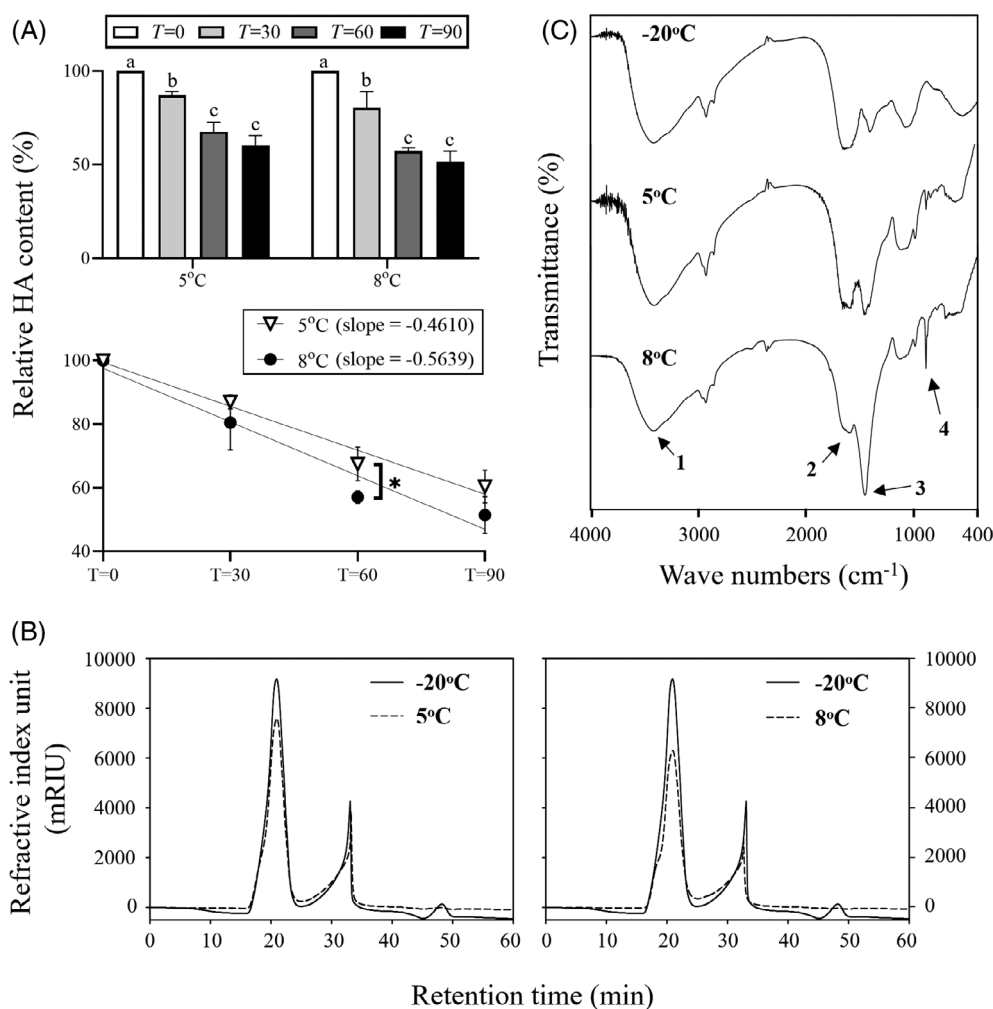 (A)
T=0 T=30 T=60 T=90
100
50
0
a b c c
a b c c
5°C 8°C
Relative HA content (%)
5°C (slope = -0.4610)
8°C (slope = -0.5639)
100
80
60
40
*
T=0 T=30 T=60 T=90
(C)
-20°C
5°C
8°C
Transmittance (%)
1 2 3 4
4000 3000 2000 1000 400
Wave numbers (cm-1)
(B)
Refractive index unit
(mRIU)
10000
8000
6000
4000
2000
0
-20°C
5°C
0 10 20 30 40 50 60
-20°C
8°C
10000
8000
6000
4000
2000
0
0 10 20 30 40 50 60
Retention time (min)